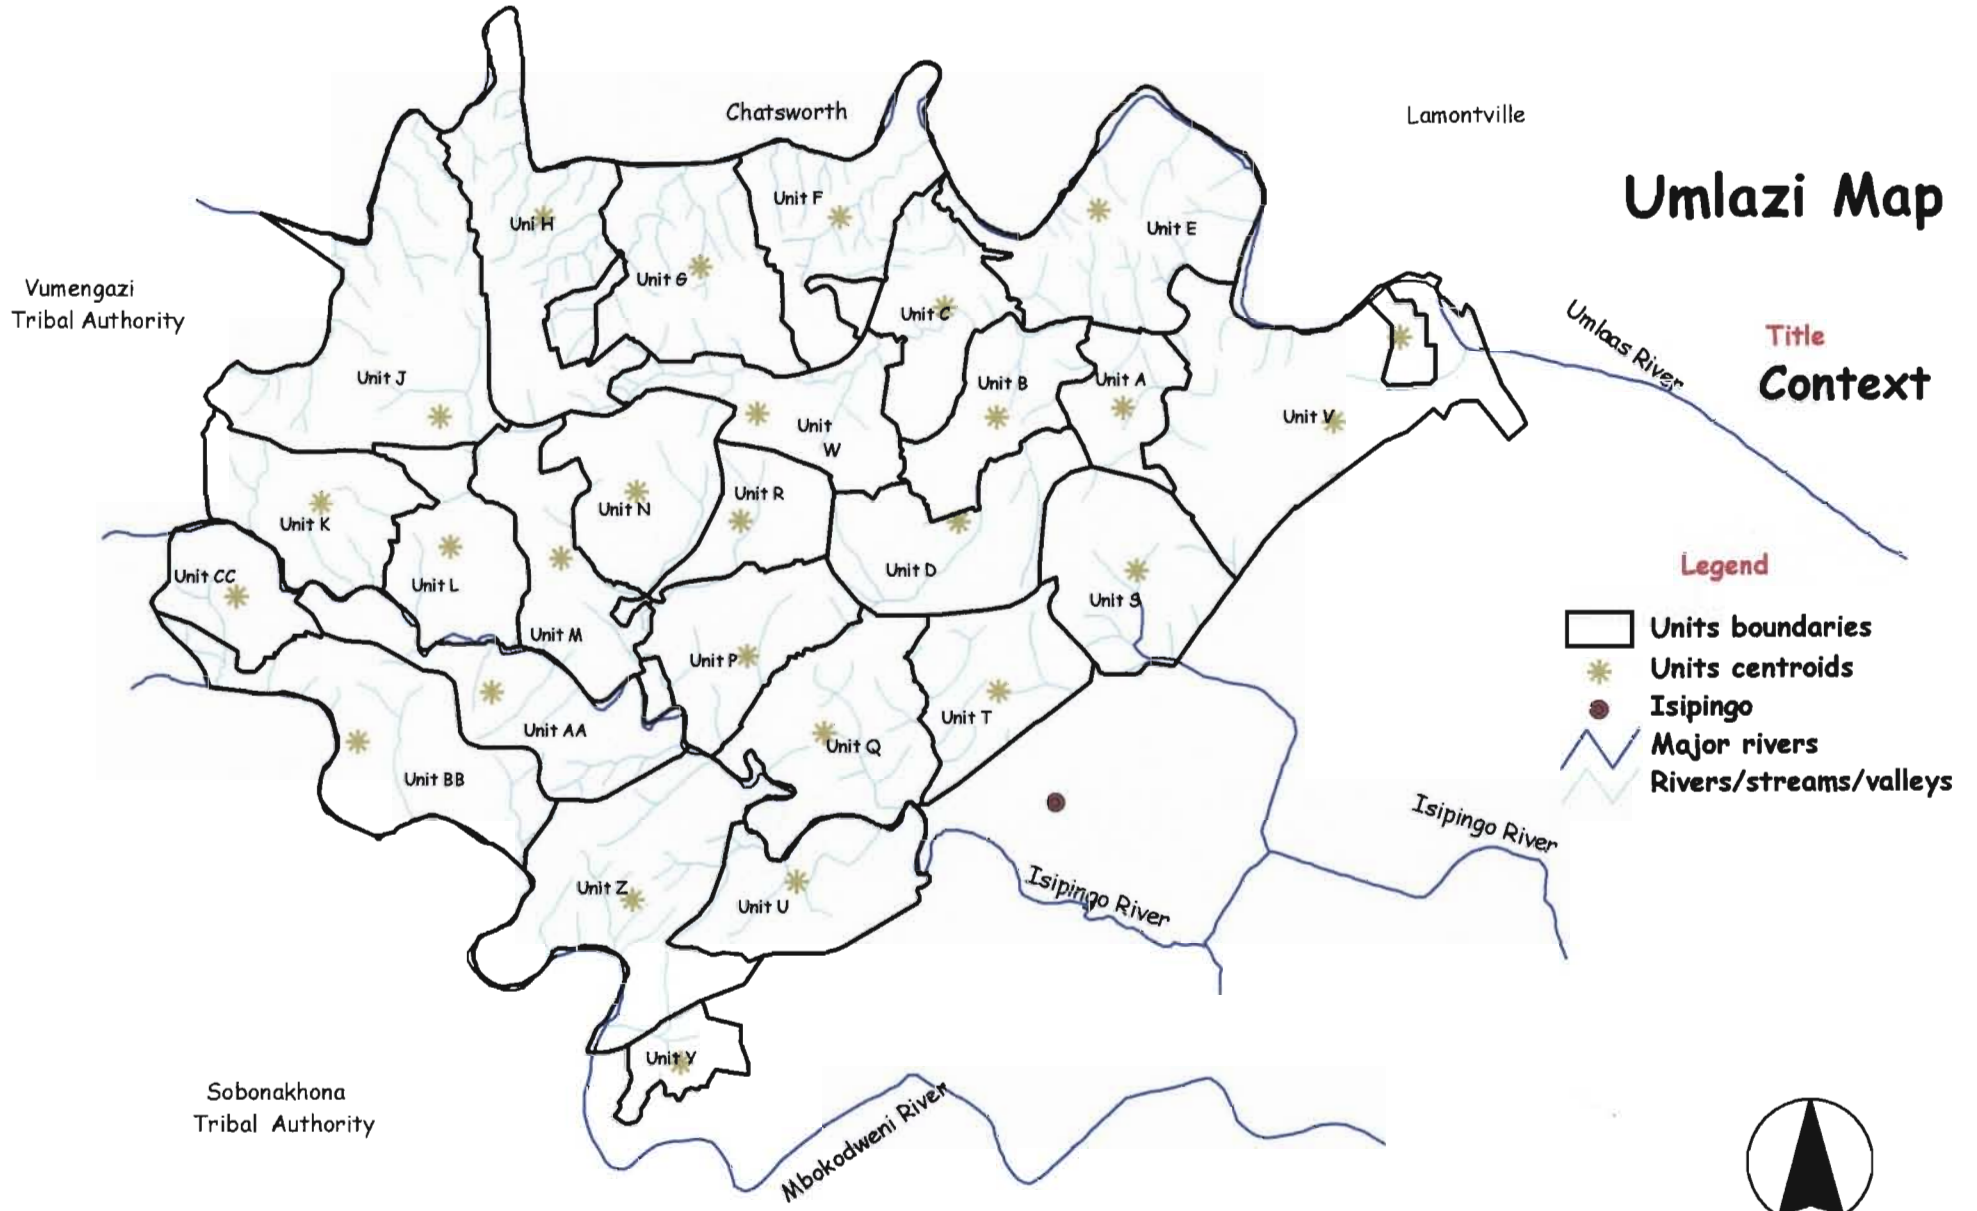 Chatsworth
Lamontville
Umlazi Map
Unit F
Uni H
Unit E
Unit G
Vumengazi
Tribal Authority
Unit C
Umlaas River
Title
Context
Unit J
Unit B
Unit A
Unit V
Unit
W
Unit R
Unit N
Unit K
Unit CC
Unit L
Unit D
Unit S
Unit M
Unit P
Unit AA
Unit Q
Unit T
Unit BB
Legend
Units boundaries
Units centroids
Isipingo
Major rivers
Rivers/streams/valleys
Isipingo River
Isipingo River
Unit Z
Unit U
Unit Y
Sobonakhona
Tribal Authority
Mbokodweni River